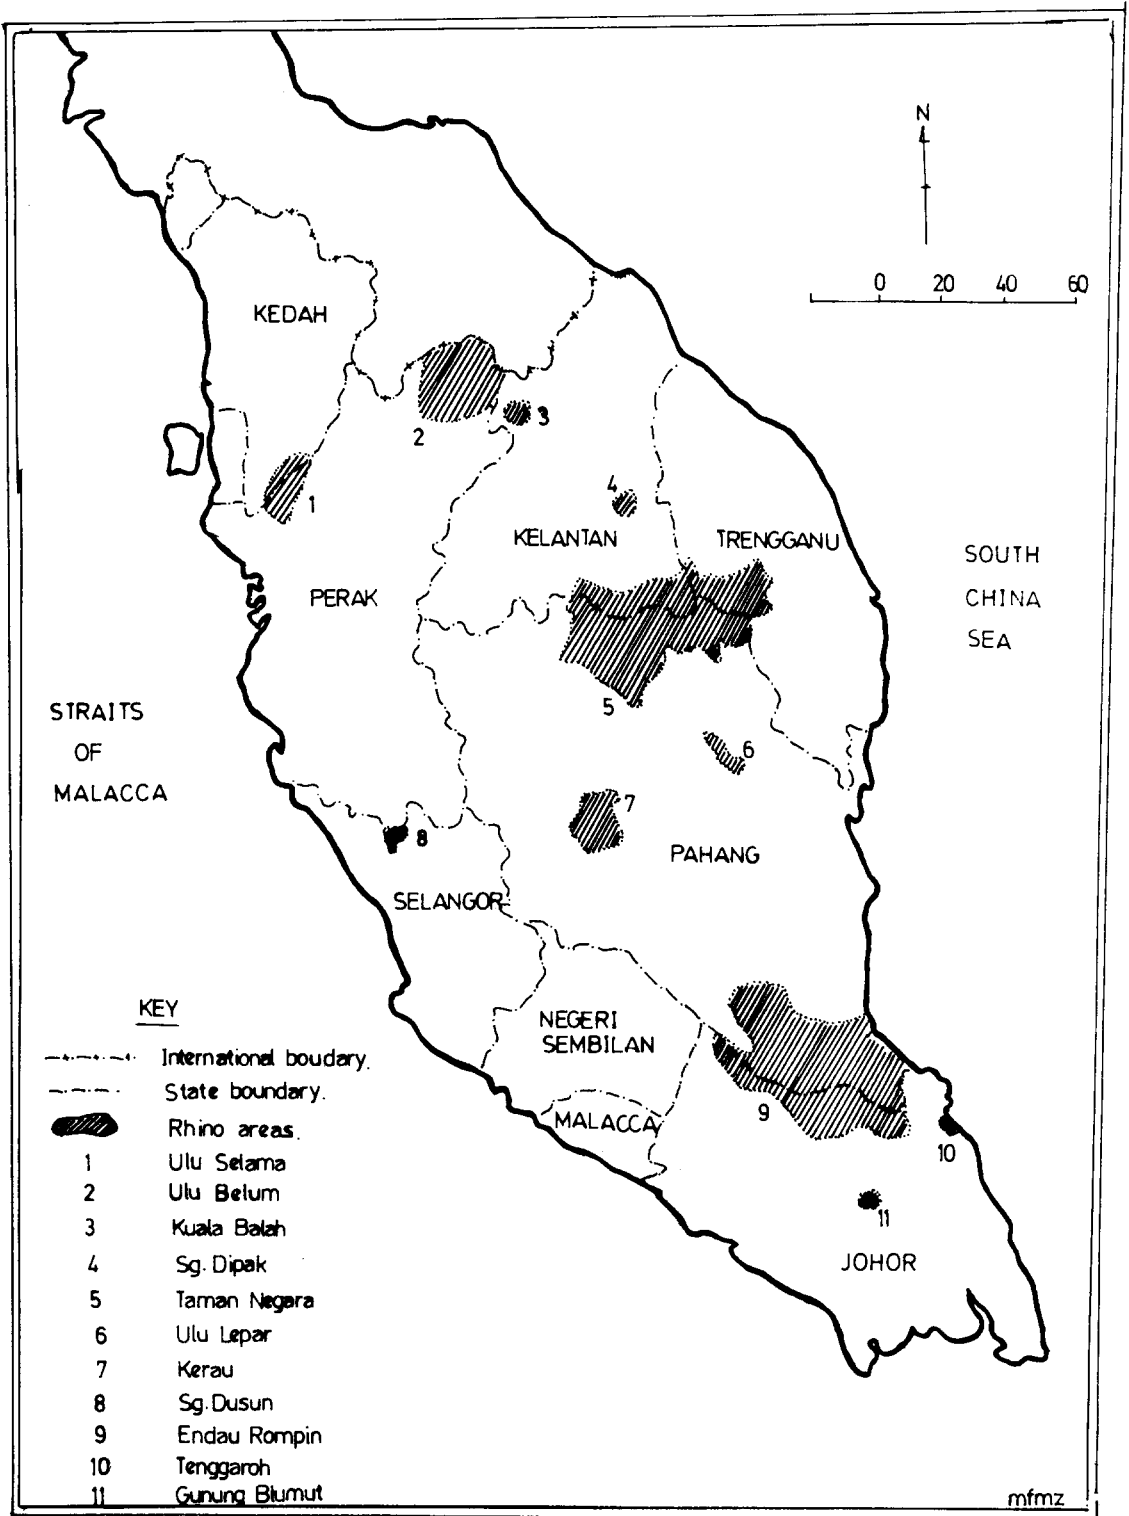 N
0 20 40 60
KEDAH
2
3
1
4
KELANTAN
TRENGGANU
SOUTH
CHINA
SEA
PERAK
5
STRAITS
OF
MALACCA
6
7
8
PAHANG
SELANGOR
NEGERI
SEMBILAN
MALACCA
9
10
11
JOHOR
KEY
International boudary.
State boundary.
Rhino areas.
1 Ulu Selama
2 Ulu Belum
3 Kuala Balah
4 Sg. Dipak
5 Taman Negara
6 Ulu Lepar
7 Kerau
8 Sg. Dusun
9 Endau Rompin
10 Tenggaroh
11 Gunung Blumut
mfmz